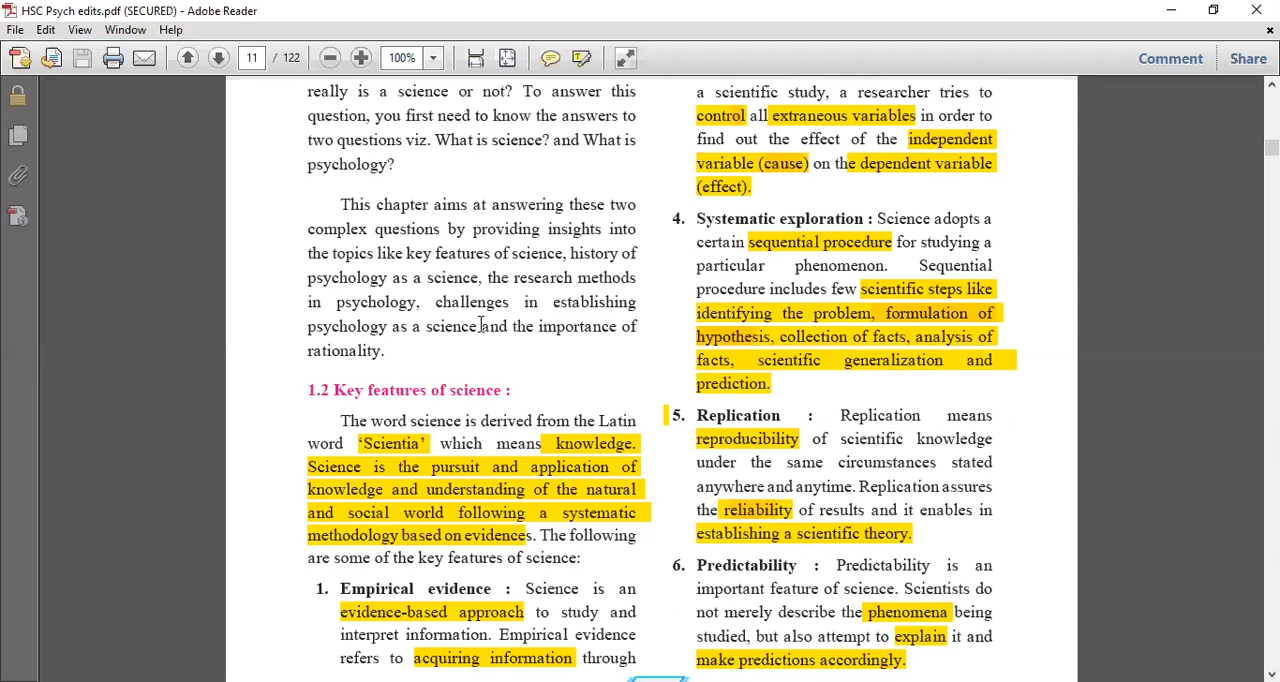 HSC Psych edits.pdf (SECURED) - Adobe Reader
File Edit View Window Help
11 / 122 100% Comment Share
really is a science or not? To answer this
question, you first need to know the answers to
two questions viz. What is science? and What is
psychology?
This chapter aims at answering these two
complex questions by providing insights into
the topics like key features of science, history of
psychology as a science, the research methods
in psychology, challenges in establishing
psychology as a science and the importance of
rationality.
1.2 Key features of science :
The word science is derived from the Latin
word ‘Scientia’ which means knowledge.
Science is the pursuit and application of
knowledge and understanding of the natural
and social world following a systematic
methodology based on evidences. The following
are some of the key features of science:
1. Empirical evidence : Science is an
evidence-based approach to study and
interpret information. Empirical evidence
refers to acquiring information through
a scientific study, a researcher tries to
control all extraneous variables in order to
find out the effect of the independent
variable (cause) on the dependent variable
(effect).
4. Systematic exploration : Science adopts a
certain sequential procedure for studying a
particular phenomenon. Sequential
procedure includes few scientific steps like
identifying the problem, formulation of
hypothesis, collection of facts, analysis of
facts, scientific generalization and
prediction.
5. Replication : Replication means
reproducibility of scientific knowledge
under the same circumstances stated
anywhere and anytime. Replication assures
the reliability of results and it enables in
establishing a scientific theory.
6. Predictability : Predictability is an
important feature of science. Scientists do
not merely describe the phenomena being
studied, but also attempt to explain it and
make predictions accordingly.